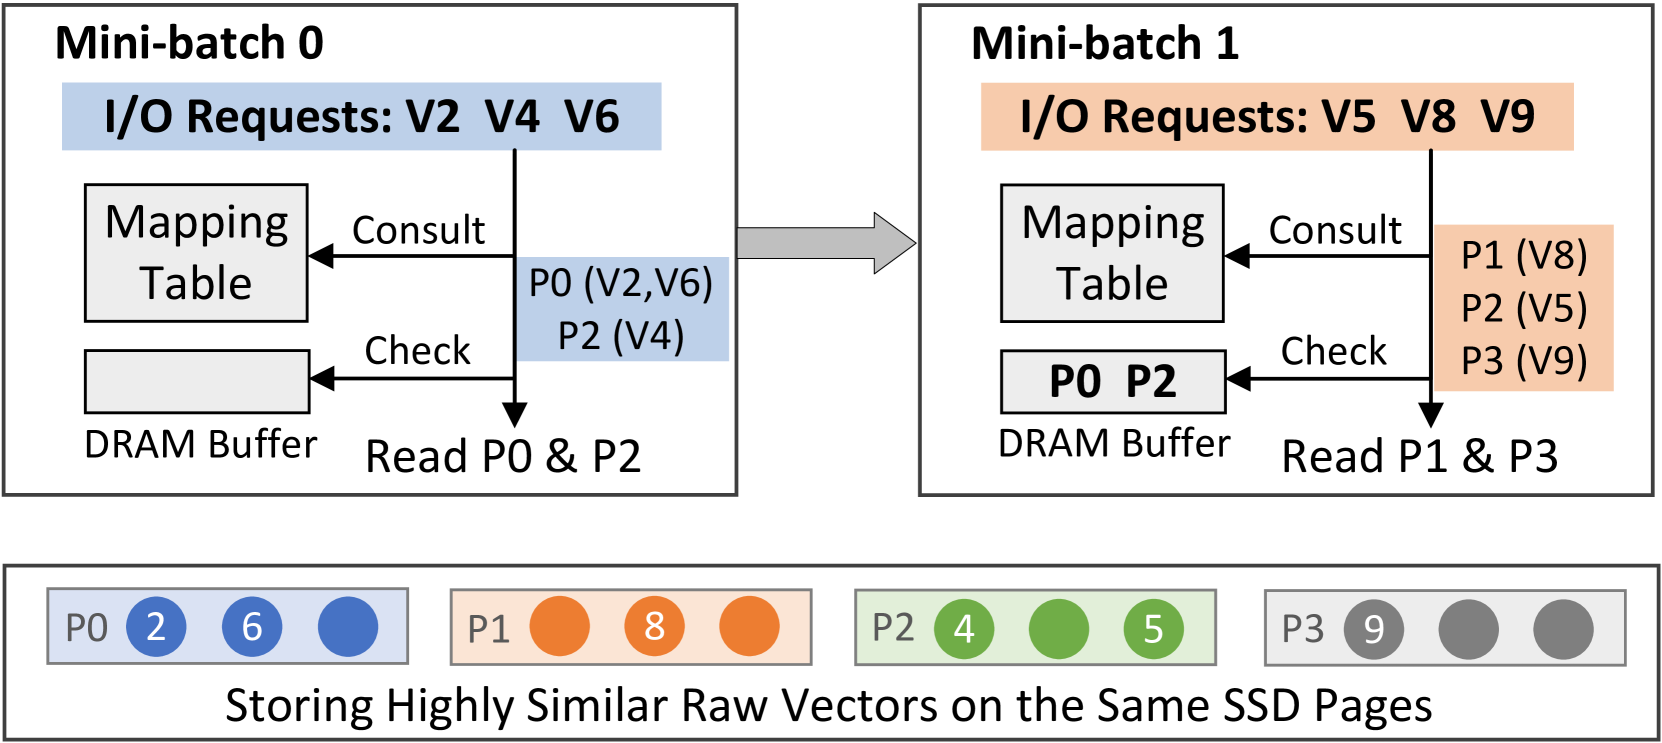 Mini-batch 0
I/O Requests: V2 V4 V6
Mapping
Table
Consult
P0 (V2,V6)
P2 (V4)
Check
DRAM Buffer
Read P0 & P2
Mini-batch 1
I/O Requests: V5 V8 V9
Mapping
Table
Consult
P1 (V8)
P2 (V5)
P3 (V9)
Check
P0 P2
DRAM Buffer
Read P1 & P3
P0 2 6
P1 8
P2 4 5
P3 9
Storing Highly Similar Raw Vectors on the Same SSD Pages